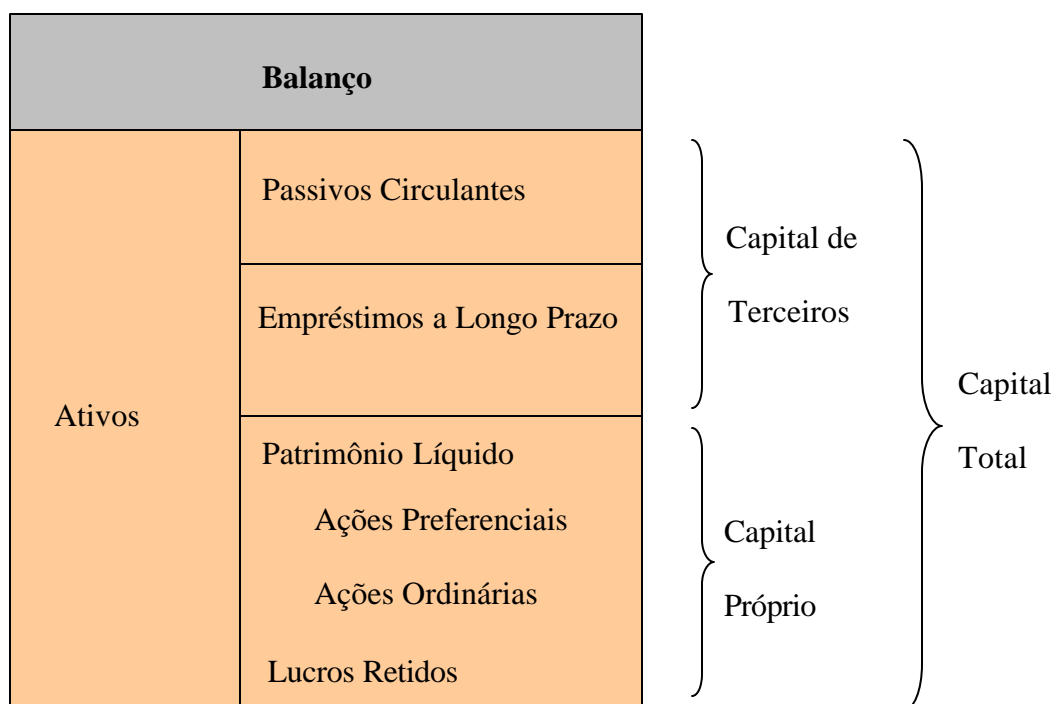 Balanço
Ativos
Passivos Circulantes
Empréstimos a Longo Prazo
Patrimônio Líquido
Ações Preferenciais
Ações Ordinárias
Lucros Retidos
Capital de
Terceiros
Capital
Próprio
Capital
Total